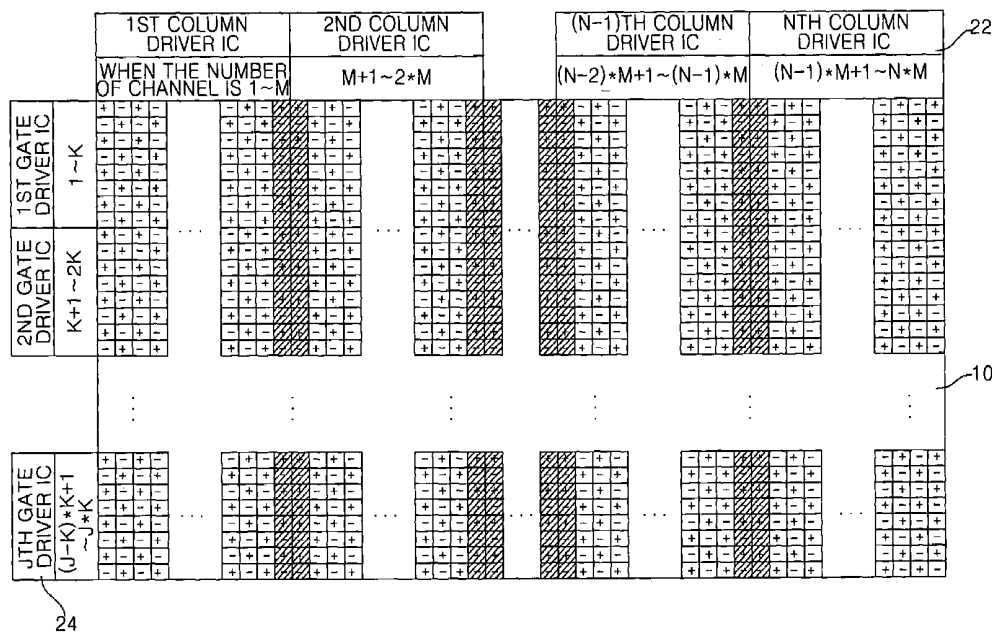 1ST COLUMN DRIVER IC
2ND COLUMN DRIVER IC
(N-1)TH COLUMN DRIVER IC
NTH COLUMN DRIVER IC
22
WHEN THE NUMBER OF CHANNEL IS 1~M
M+1~2*M
(N-2)*M+1~(N-1)*M
(N-1)*M+1~N*M
1ST GATE DRIVER IC
1~K
2ND GATE DRIVER IC
K+1~2K
10
JTH GATE DRIVER IC
(J-K)*K+1 ~J*K
24